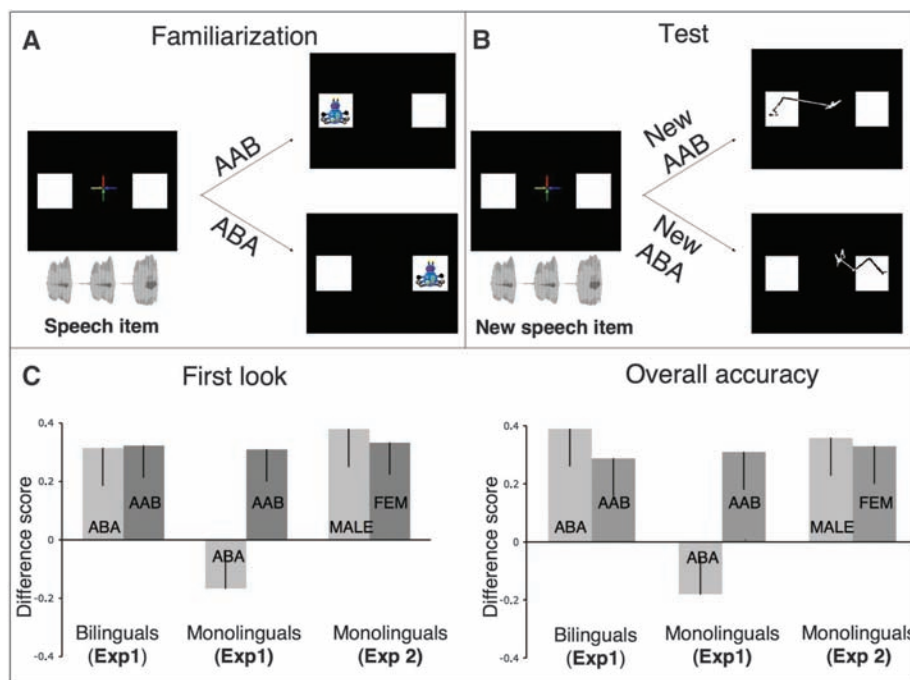 A
Familiarization
AAB
ABA
Speech item
B
Test
New
AAB
New
ABA
New speech item
C
First look
Difference score
0.4
0.2
0
-0.2
-0.4
ABA
AAB
ABA
AAB
MALE
FEM
Bilinguals
(Exp1)
Monolinguals
(Exp1)
Monolinguals
(Exp 2)
Overall accuracy
Difference score
0.4
0.2
0
-0.2
-0.4
ABA
AAB
ABA
AAB
MALE
FEM
Bilinguals
(Exp1)
Monolinguals
(Exp1)
Monolinguals
(Exp 2)